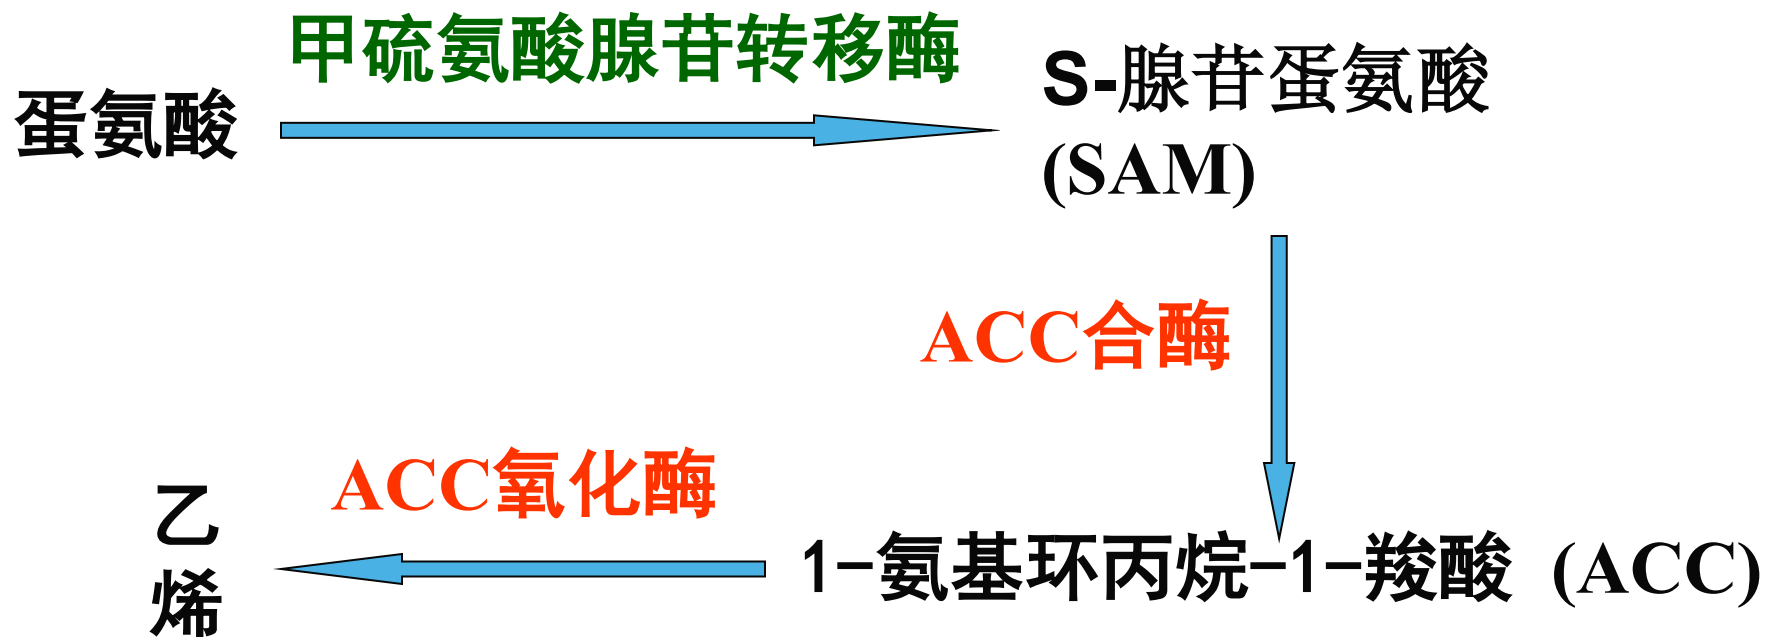 甲硫氨酸腺苷转移酶
蛋氨酸
S-腺苷蛋氨酸
(SAM)
ACC合酶
ACC氧化酶
乙
烯
1-氨基环丙烷-1-羧酸 (ACC)